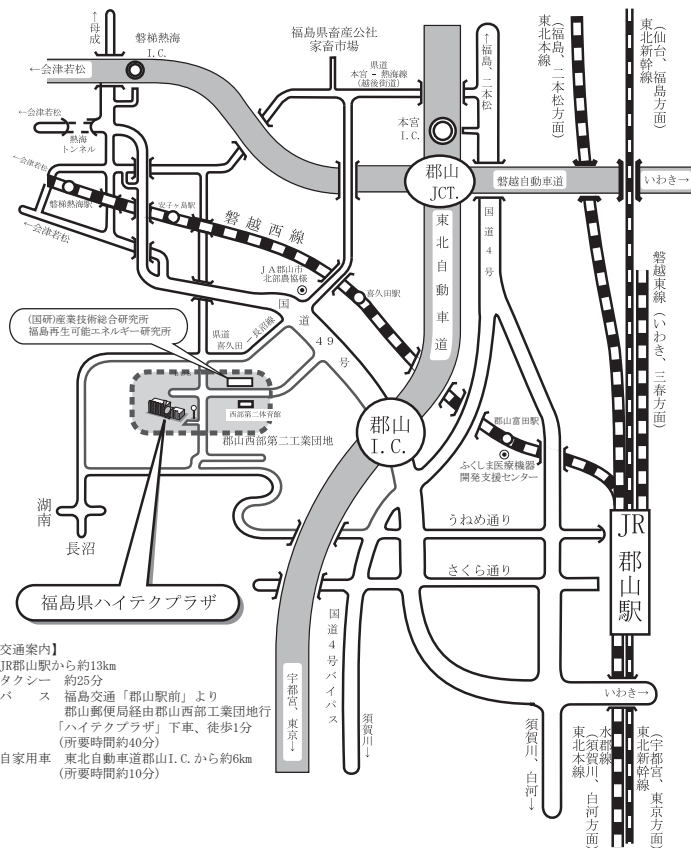 ↑母成
磐梯熱海
I.C.
←会津若松
福島県畜産公社
家畜市場
県道
本宮‐熱海線
(越後街道)
↑福島、二本松
(福島、二本松方面)
東北本線
(仙台、福島方面)
東北新幹線
←会津若松
熱海
トンネル
本宮
I.C.
郡山
JCT.
磐越自動車道
いわき→
←会津若松
磐梯熱海駅
安子ヶ島駅
←会津若松
磐越西線
国道4号
東北自動車道
JA郡山市
北部農協様
喜久田駅
磐越東線(いわき、三春方面)
(国研)産業技術総合研究所
福島再生可能エネルギー研究所
県道
喜久田
―長沼線
国道49号
西部第二体育館
郡山西部第二工業団地
郡山
I.C.
郡山富田駅
ふくしま医療機器
開発支援センター
湖南
長沼
うねめ通り
さくら通り
JR郡山駅
福島県ハイテクプラザ
国道4号バイパス
宇都宮、東京↓
須賀川↓
須賀川、白河↓
いわき→
水郡線
東北本線
(須賀川、白河方面)
東北新幹線
(宇都宮、東京方面)
交通案内】
JR郡山駅から約13km
タクシー 約25分
バス 福島交通「郡山駅前」より
郡山郵便局経由郡山西部工業団地行
「ハイテクプラザ」下車、徒歩1分
(所要時間約40分)
自家用車 東北自動車道郡山I.C.から約6km
(所要時間約10分)